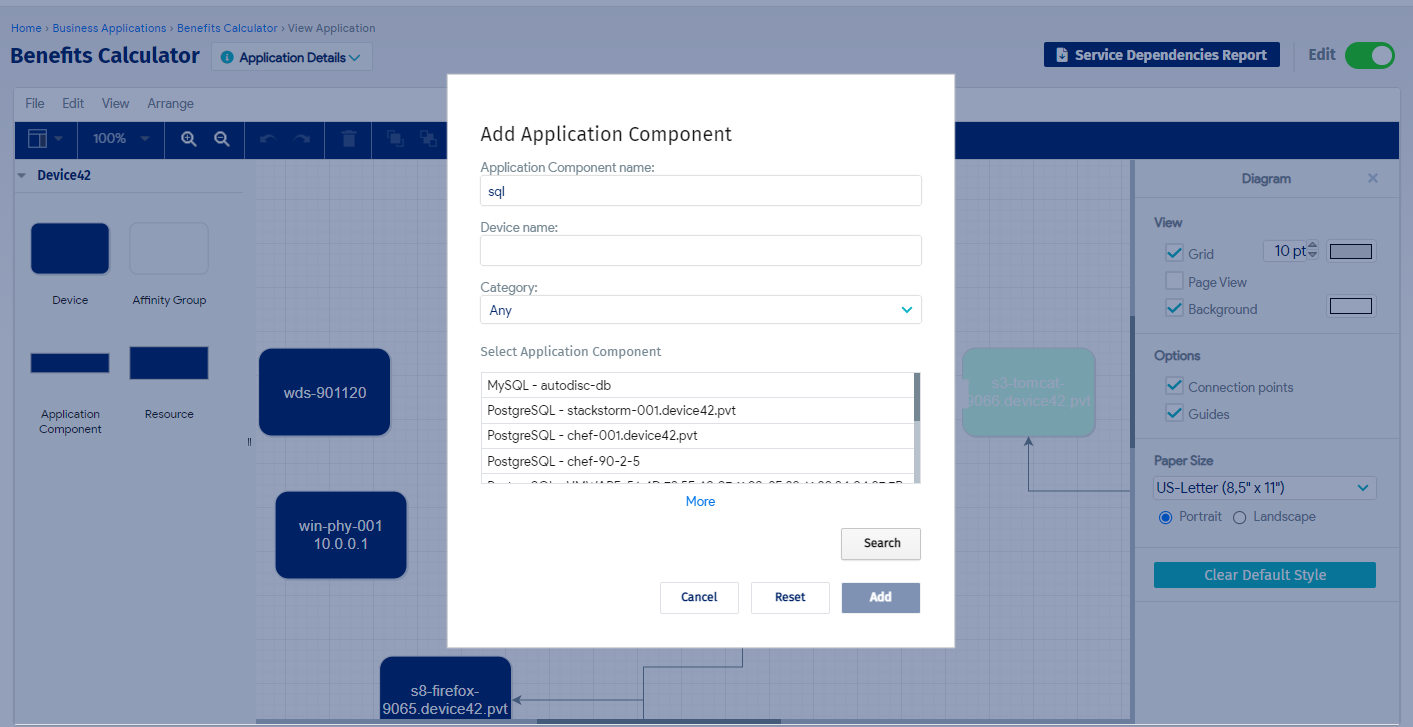 Home › Business Applications › Benefits Calculator › View Application
Benefits Calculator
Application Details
Service Dependencies Report
Edit
File Edit View Arrange
100%
Device42
Device
Affinity Group
Application
Component
Resource
wds-901120
win-phy-001
10.0.0.1
s8-firefox-
9065.device42.pvt
s3-tomcat-
9066.device42.pvt
Add Application Component
Application Component name:
sql
Device name:
Category:
Any
Select Application Component
MySQL - autodisc-db
PostgreSQL - stackstorm-001.device42.pvt
PostgreSQL - chef-001.device42.pvt
PostgreSQL - chef-90-2-5
More
Search
Cancel
Reset
Add
Diagram
View
Grid
10 pt
Page View
Background
Options
Connection points
Guides
Paper Size
US-Letter (8,5" x 11")
Portrait
Landscape
Clear Default Style